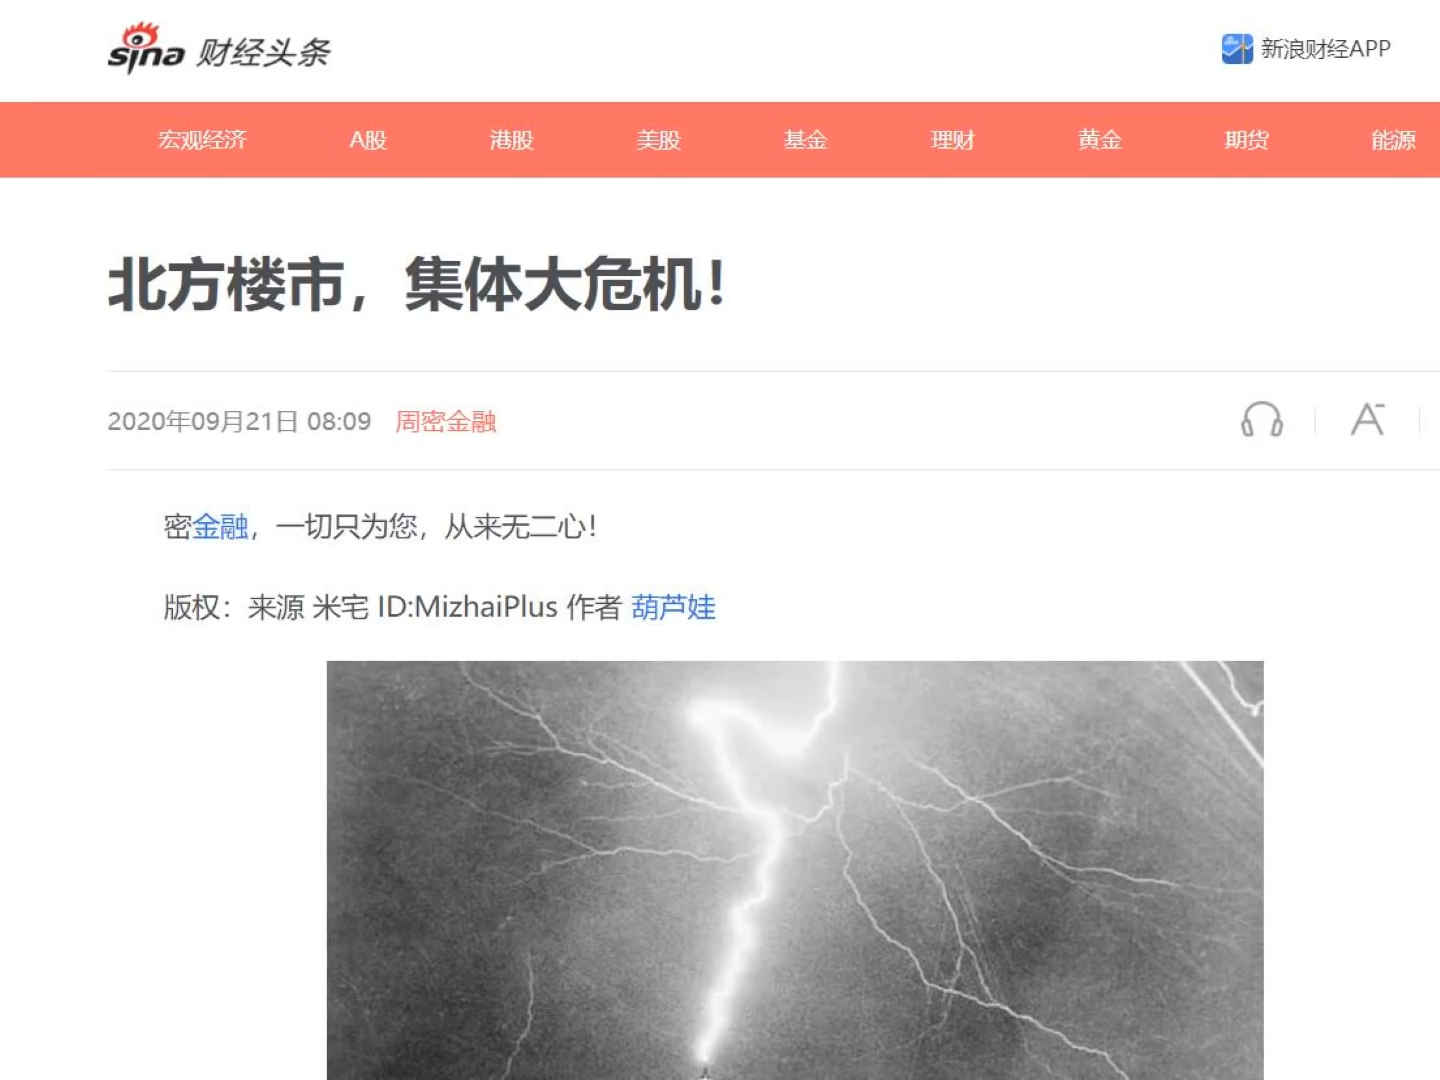 sina 财经头条
新浪财经APP
宏观经济 A股 港股 美股 基金 理财 黄金 期货 能源
北方楼市，集体大危机！
2020年09月21日 08:09 周密金融
A-
密金融，一切只为您，从来无二心！
版权：来源 米宅 ID:MizhaiPlus 作者 葫芦娃